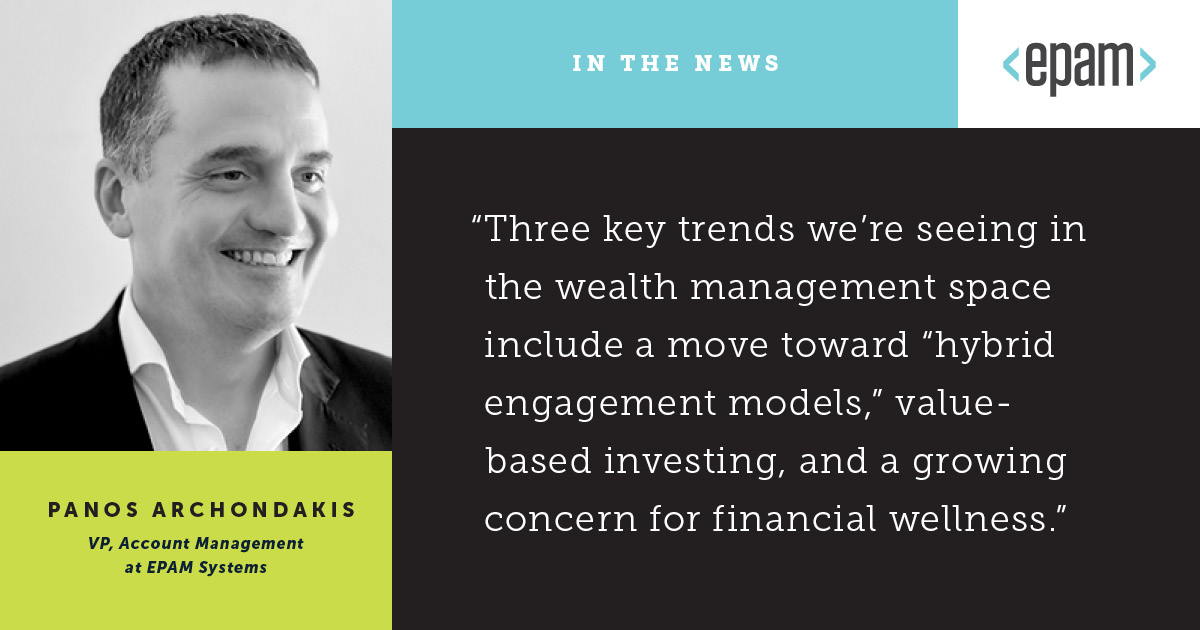 IN THE NEWS
<epam>
“Three key trends we’re seeing in
the wealth management space
include a move toward “hybrid
engagement models,” value-
based investing, and a growing
concern for financial wellness.”
PANOS ARCHONDAKIS
VP, Account Management
at EPAM Systems